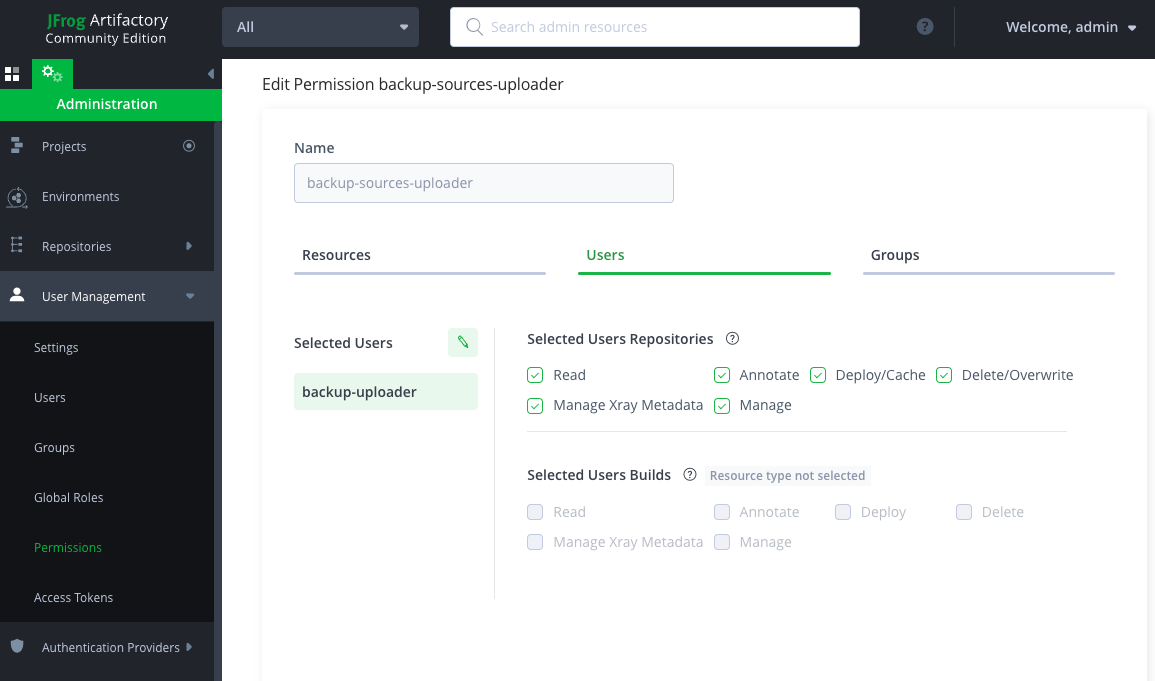 JFrog Artifactory
Community Edition
All
Search admin resources
?
Welcome, admin
Administration
Projects
Environments
Repositories
User Management
Settings
Users
Groups
Global Roles
Permissions
Access Tokens
Authentication Providers
Edit Permission backup-sources-uploader
Name
backup-sources-uploader
Resources Users Groups
Selected Users
backup-uploader
Selected Users Repositories ?
Read Annotate Deploy/Cache Delete/Overwrite
Manage Xray Metadata Manage
Selected Users Builds ? Resource type not selected
Read Annotate Deploy Delete
Manage Xray Metadata Manage